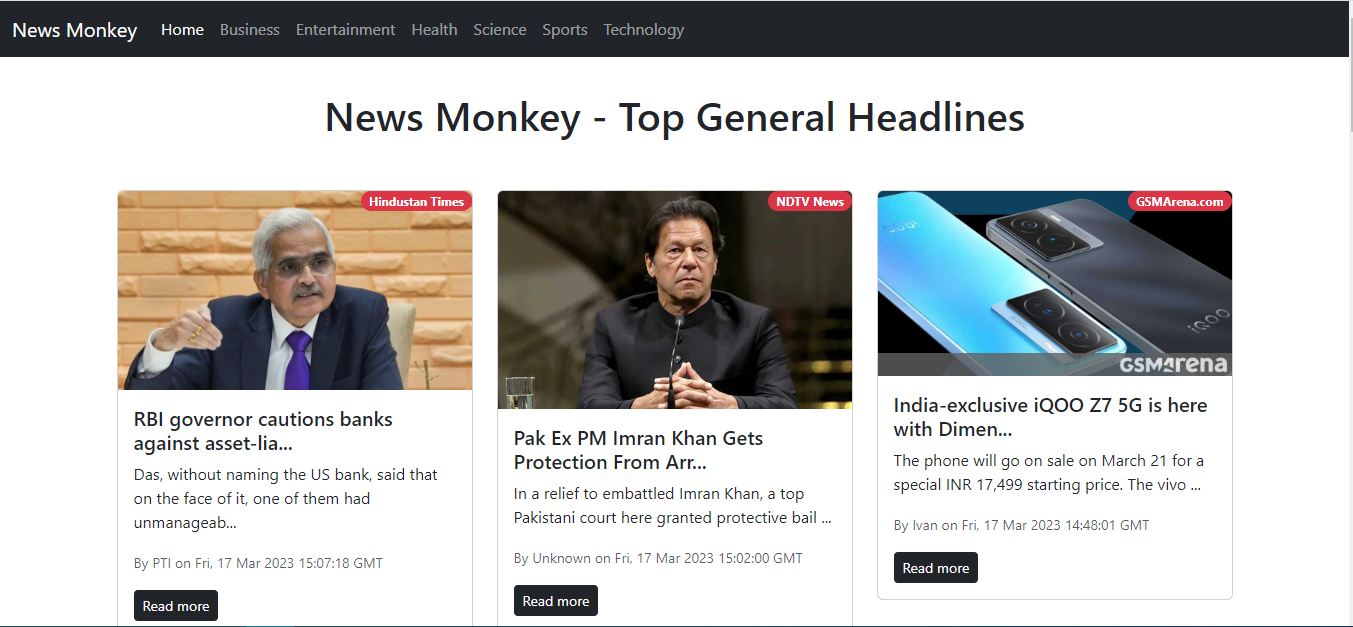 News Monkey Home Business Entertainment Health Science Sports Technology
News Monkey - Top General Headlines
Hindustan Times
RBI governor cautions banks
against asset-lia...
Das, without naming the US bank, said that
on the face of it, one of them had
unmanageab...
By PTI on Fri, 17 Mar 2023 15:07:18 GMT
Read more
NDTV News
Pak Ex PM Imran Khan Gets
Protection From Arr...
In a relief to embattled Imran Khan, a top
Pakistani court here granted protective bail ...
By Unknown on Fri, 17 Mar 2023 15:02:00 GMT
Read more
GSMArena.com
iQOO
GSMArena
India-exclusive iQOO Z7 5G is here
with Dimen...
The phone will go on sale on March 21 for a
special INR 17,499 starting price. The vivo ...
By Ivan on Fri, 17 Mar 2023 14:48:01 GMT
Read more